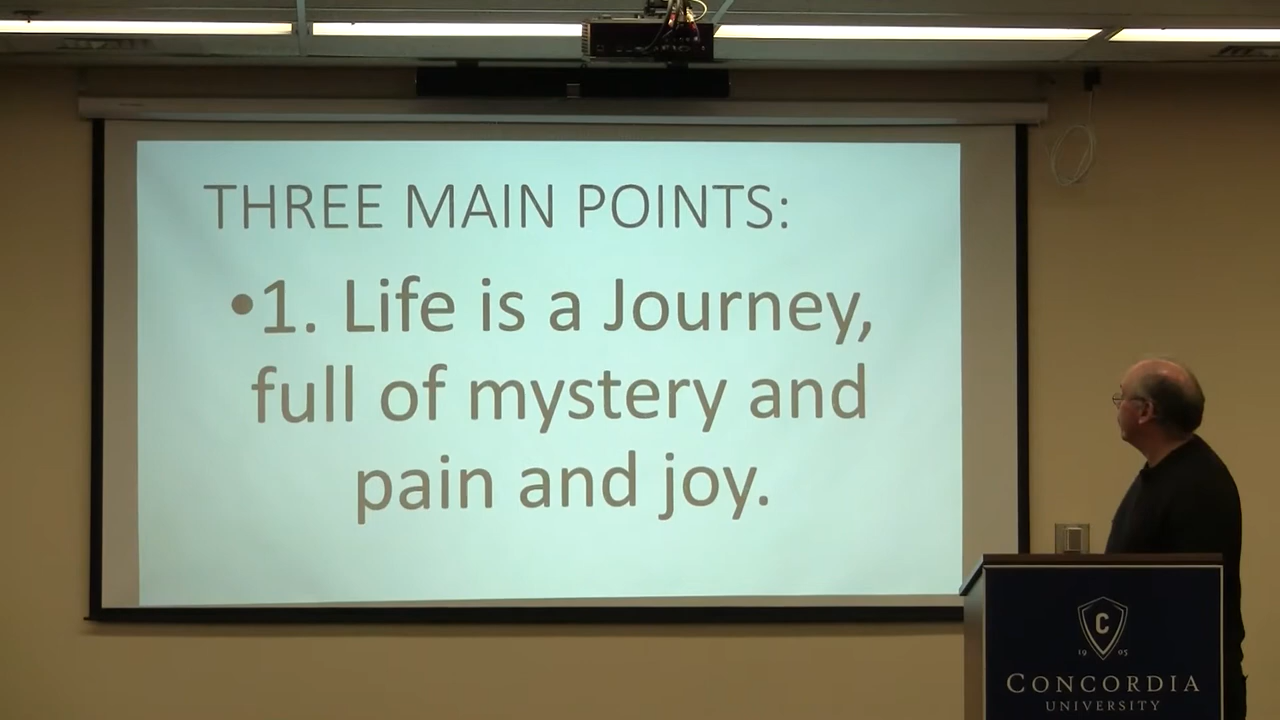 THREE MAIN POINTS:
•1. Life is a Journey,
full of mystery and
pain and joy.
C
19 05
CONCORDIA
UNIVERSITY